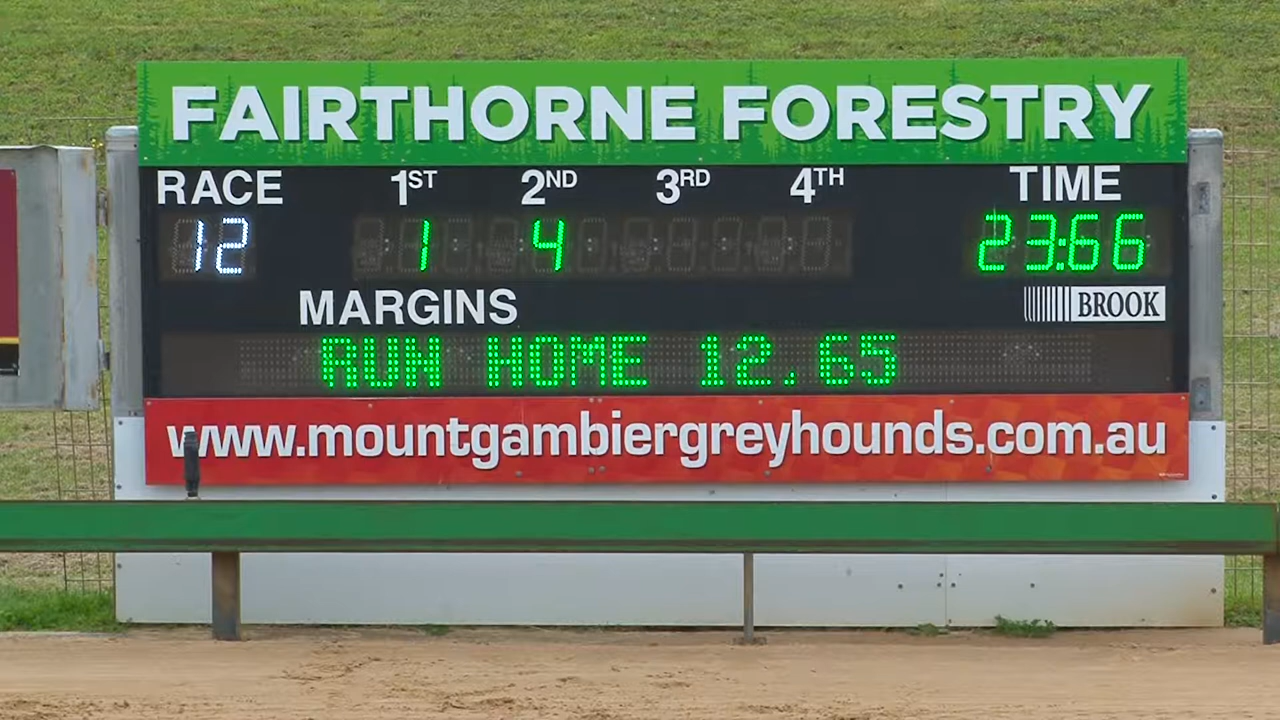 FAIRTHORNE FORESTRY
RACE 1ST 2ND 3RD 4TH TIME
12 1 4 23:66
MARGINS BROOK
RUN HOME 12.65
www.mountgambiergreyhounds.com.au